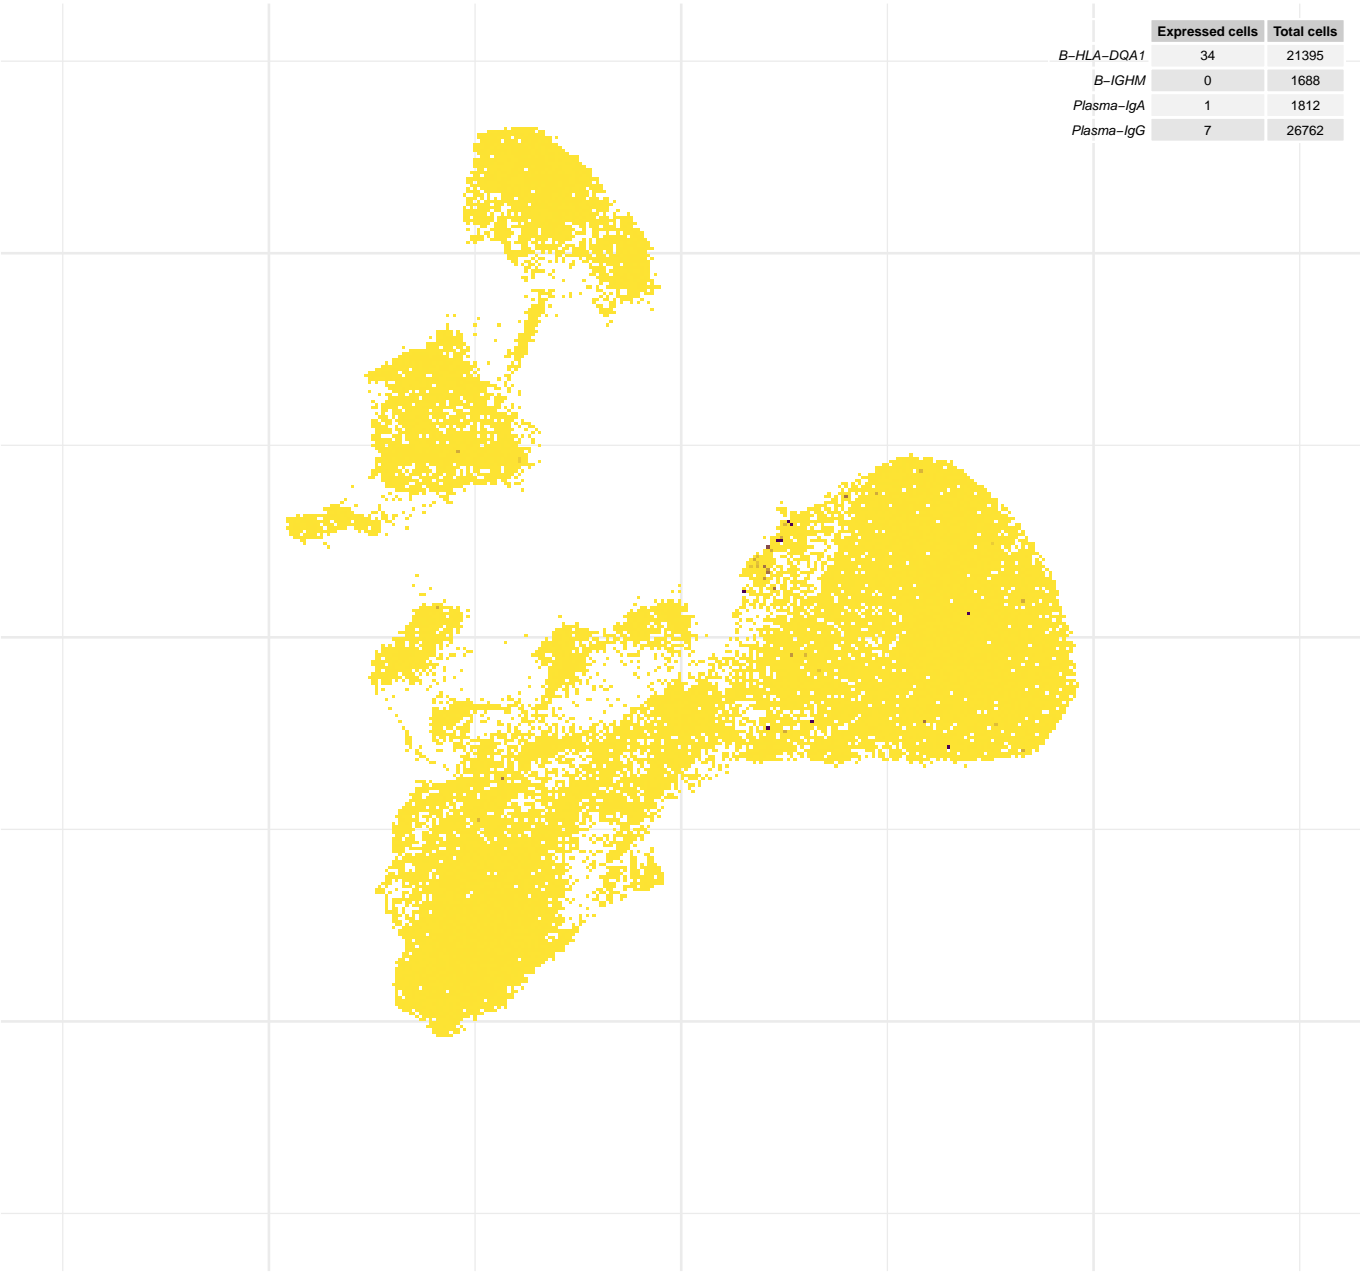 Expressed cells Total cells
B−HLA−DQA1 34 21395
B−IGHM 0 1688
Plasma−IgA 1 1812
Plasma−IgG 7 26762